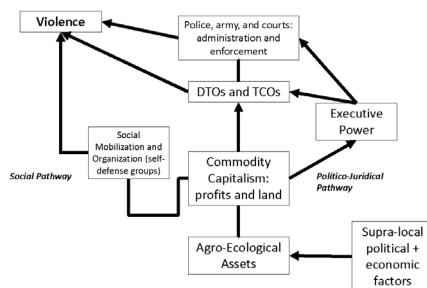 Violence
Police, army, and courts:
administration and
enforcement
DTOs and TCOs
Executive
Power
Social
Mobilization and
Organization (self-
defense groups)
Social Pathway
Commodity
Capitalism:
profits and land
Politico-Juridical
Pathway
Agro-Ecological
Assets
Supra-local
political +
economic
factors